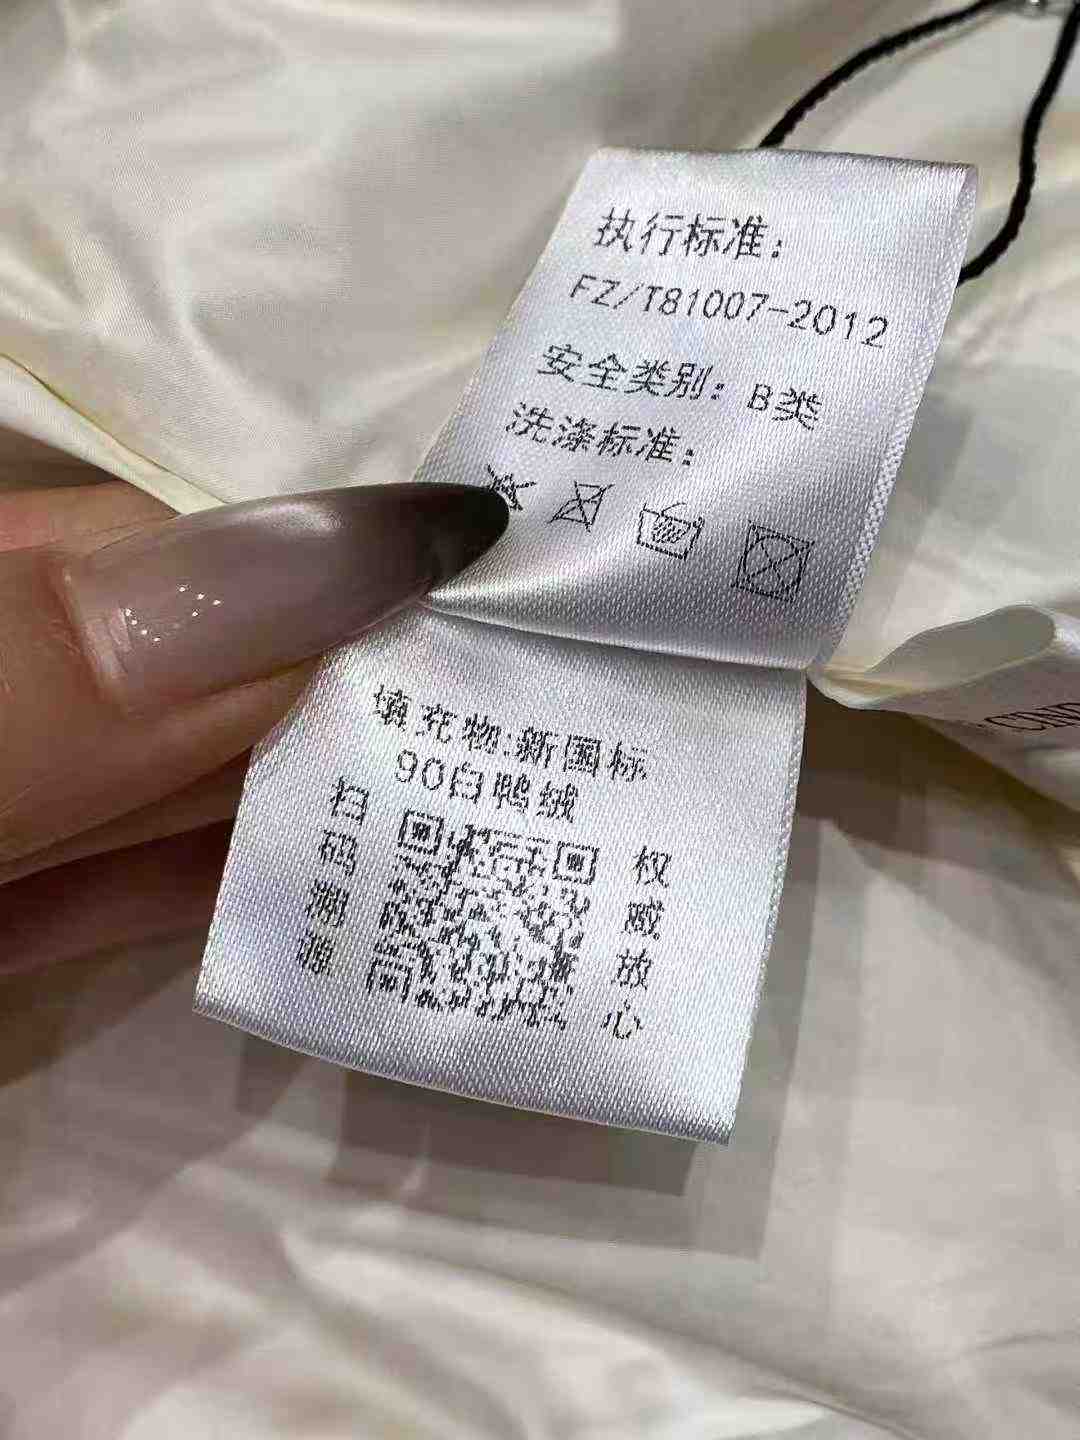 执行标准：
FZ/T81007-2012
安全类别：B类
洗涤标准：
填充物:新国标
90白鸭绒
扫码溯源
权威放心